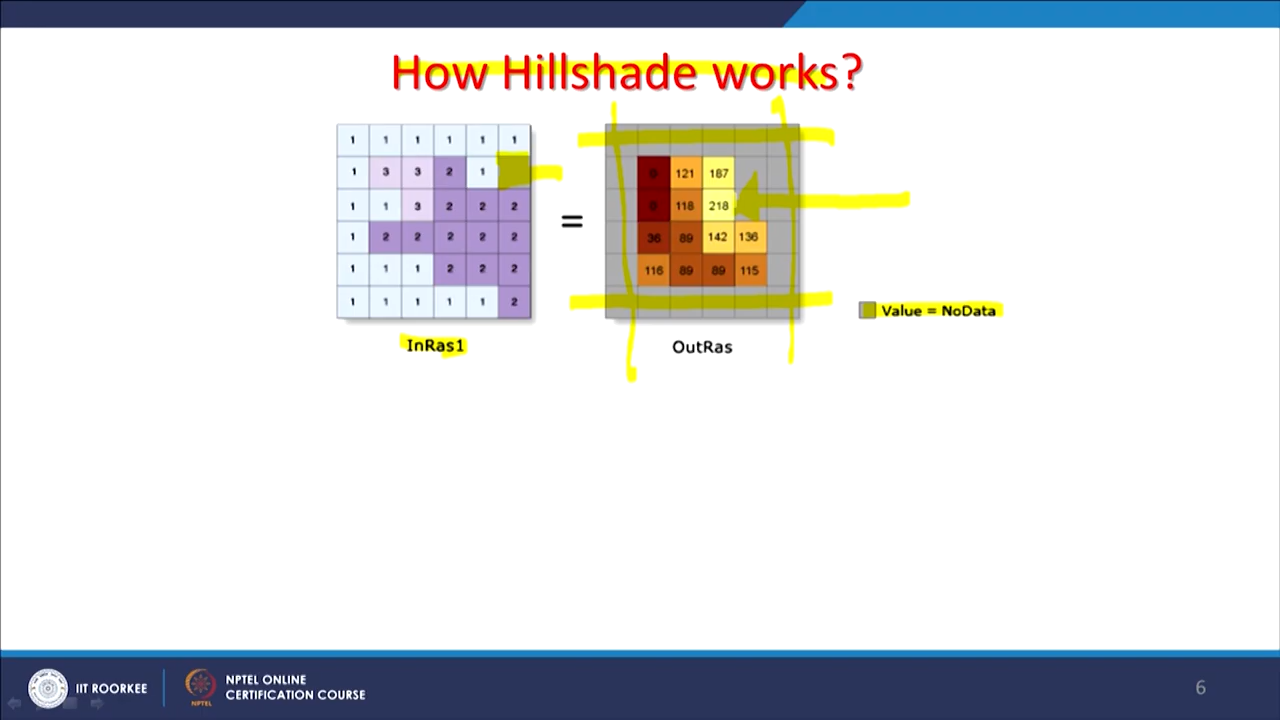 How Hillshade works?
1 1 1 1 1 1
1 3 3 2 1
1 1 3 2 2 2
1 2 2 2 2 2
1 1 1 2 2 2
1 1 1 1 1 2
InRas1
=
0 121 187
0 118 218
36 89 142 136
116 89 89 115
OutRas
Value = NoData
IIT ROORKEE
NPTEL
NPTEL ONLINE
CERTIFICATION COURSE
6